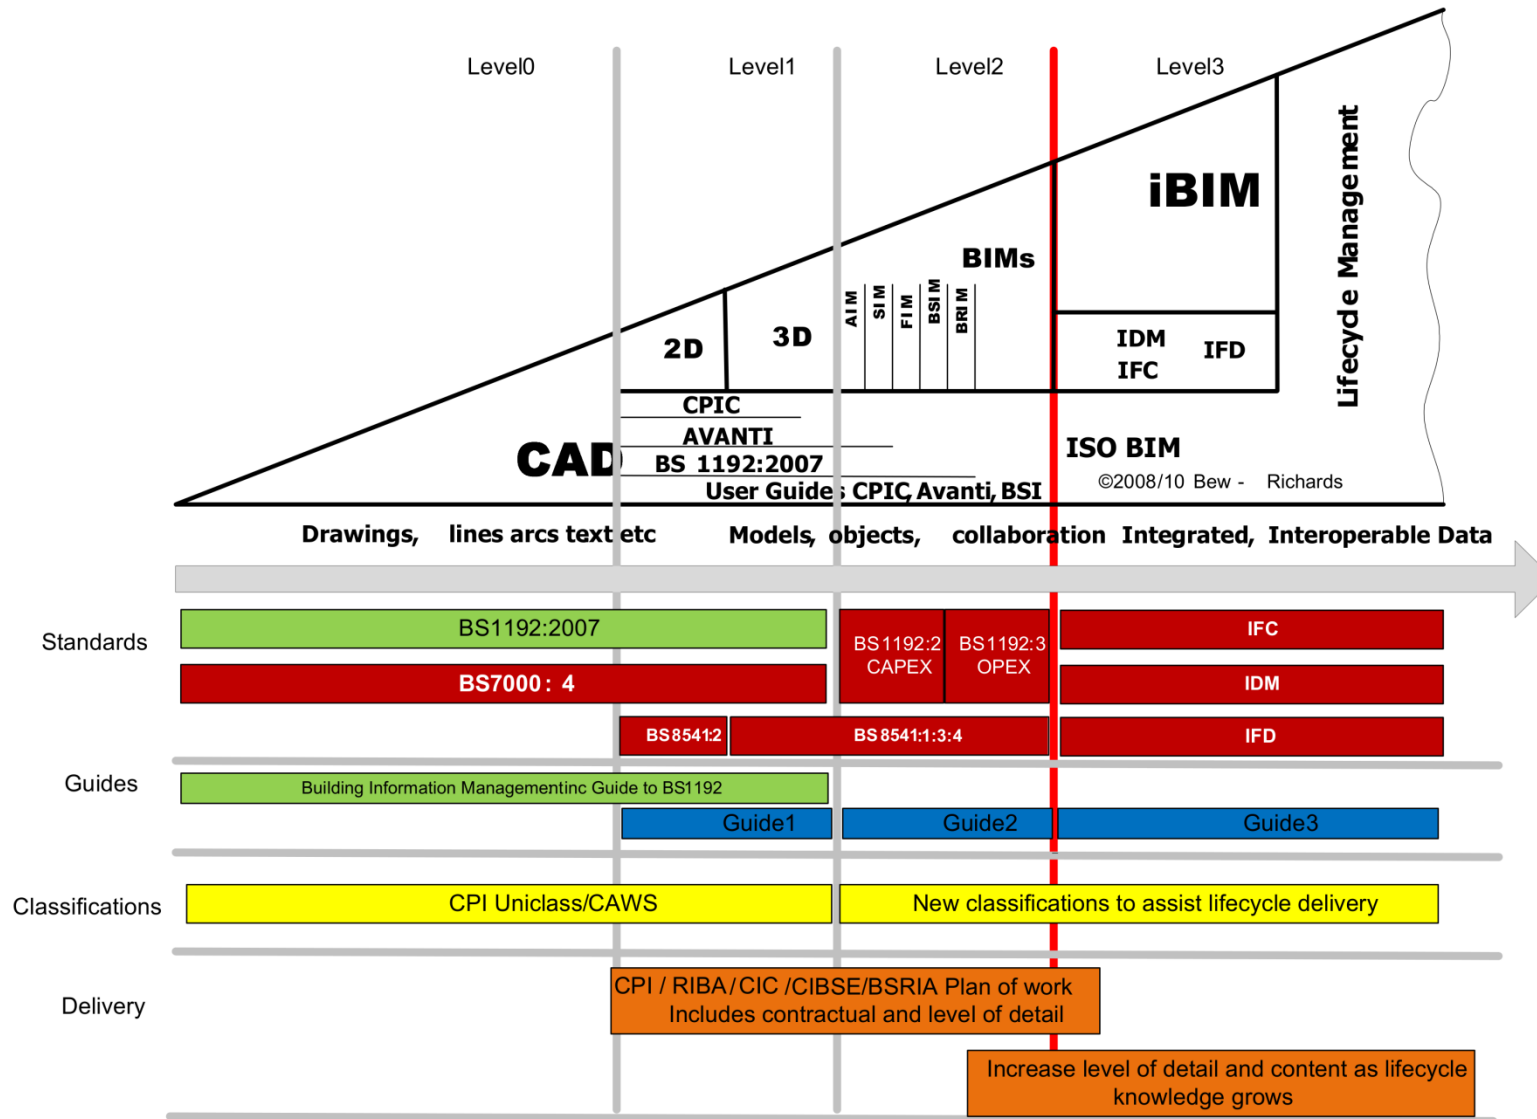 Level0 Level1 Level2 Level3
iBIM
Lifecycle Management
BIMs
AIM
SIM
FIM
BSIM
BRIM
2D 3D
IDM IFD
IFC
CPIC
AVANTI
CAD BS 1192:2007
ISO BIM
User Guides CPIC, Avanti, BSI
©2008/10 Bew - Richards
Drawings, lines arcs text etc Models, objects, collaboration Integrated, Interoperable Data
Standards
BS1192:2007
BS7000: 4
BS1192:2
CAPEX
BS1192:3
OPEX
IFC
IDM
BS8541:2 BS8541:1:3:4 IFD
Guides
Building Information Managementinc Guide to BS1192
Guide1 Guide2 Guide3
Classifications
CPI Uniclass/CAWS New classifications to assist lifecycle delivery
Delivery
CPI / RIBA/CIC /CIBSE/BSRIA Plan of work
Includes contractual and level of detail
Increase level of detail and content as lifecycle
knowledge grows